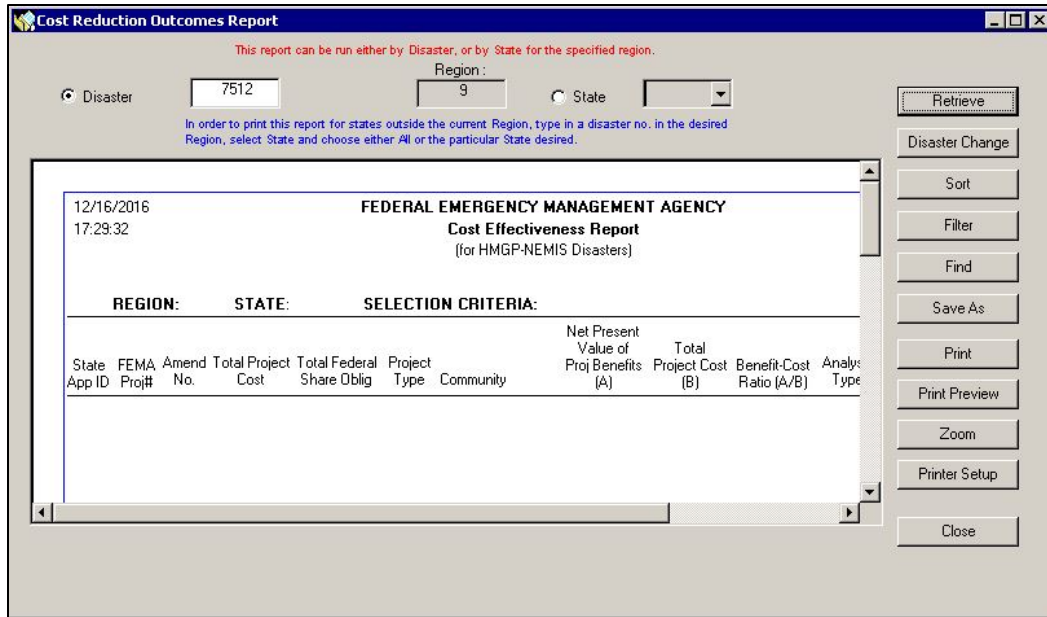 Cost Reduction Outcomes Report
This report can be run either by Disaster, or by State for the specified region.
Disaster
7512
Region :
9
State
In order to print this report for states outside the current Region, type in a disaster no. in the desired
Region, select State and choose either All or the particular State desired.
Retrieve
Disaster Change
Sort
Filter
Find
Save As
Print
Print Preview
Zoom
Printer Setup
Close
12/16/2016
17:29:32
FEDERAL EMERGENCY MANAGEMENT AGENCY
Cost Effectiveness Report
(for HMGP-NEMIS Disasters)
REGION: STATE: SELECTION CRITERIA:
State App ID
FEMA Proj#
Amend No.
Total Project Cost
Total Federal Share Oblig
Project Type
Community
Net Present Value of Proj Benefits (A)
Total Project Cost (B)
Benefit-Cost Ratio (A/B)
Analys Type